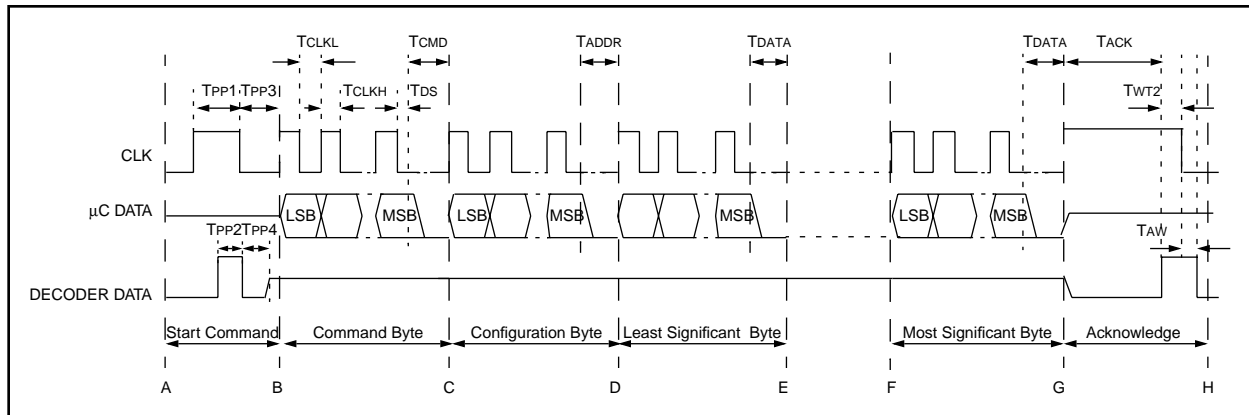 TCLKL TCMD TADDR TDATA TDATA TACK
TPP1 TPP3 TCLKH TDS TWT2
CLK
µC DATA LSB MSB LSB MSB MSB LSB MSB
TPP2 TPP4 TAW
DECODER DATA
Start Command Command Byte Configuration Byte Least Significant Byte Most Significant Byte Acknowledge
A B C D E F G H